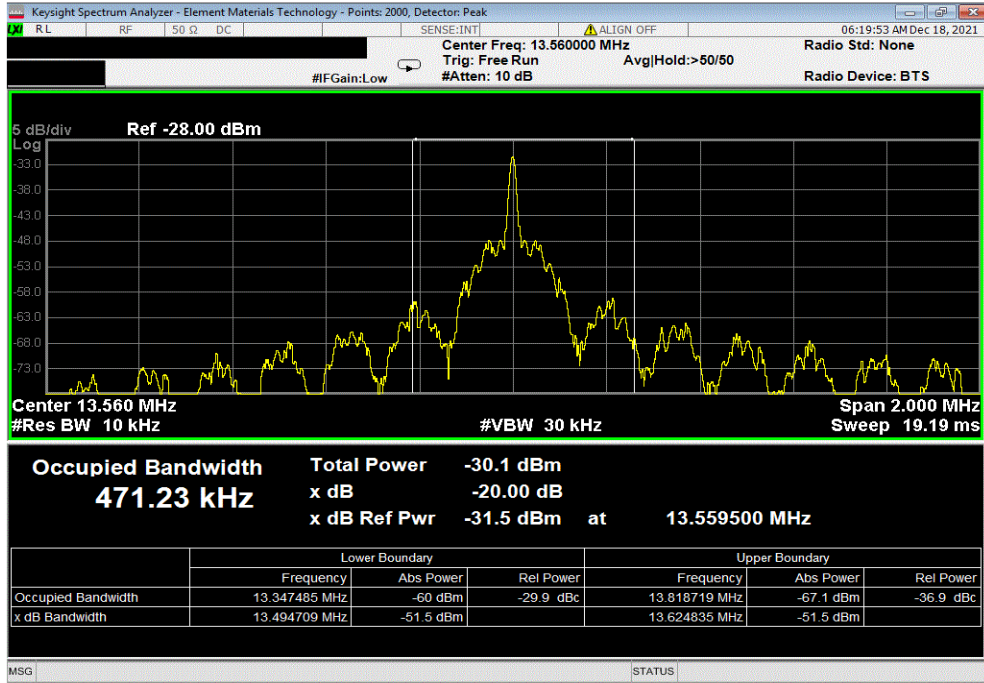 Keysight Spectrum Analyzer - Element Materials Technology - Points: 2000, Detector: Peak
LXI RL RF 50 Ω DC SENSE:INT ALIGN OFF 06:19:53 AM Dec 18, 2021
Center Freq: 13.560000 MHz Radio Std: None
Trig: Free Run Avg|Hold:>50/50
#IFGain:Low #Atten: 10 dB Radio Device: BTS
5 dB/div Ref -28.00 dBm
Log
-33.0
-38.0
-43.0
-48.0
-53.0
-58.0
-63.0
-68.0
-73.0
Center 13.560 MHz Span 2.000 MHz
#Res BW 10 kHz #VBW 30 kHz Sweep 19.19 ms
Occupied Bandwidth Total Power -30.1 dBm
471.23 kHz x dB -20.00 dB
x dB Ref Pwr -31.5 dBm at 13.559500 MHz
Lower Boundary Upper Boundary
Frequency Abs Power Rel Power Frequency Abs Power Rel Power
Occupied Bandwidth 13.347485 MHz -60 dBm -29.9 dBc 13.818719 MHz -67.1 dBm -36.9 dBc
x dB Bandwidth 13.494709 MHz -51.5 dBm 13.624835 MHz -51.5 dBm
MSG STATUS